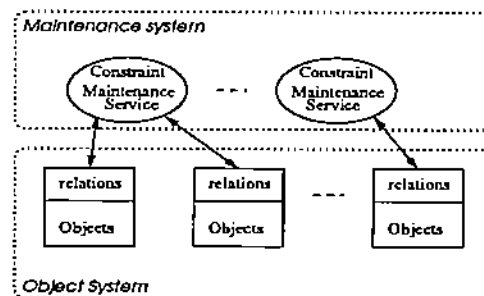 Maintenance system
Constraint
Maintenance
Service
Constraint
Maintenance
Service
relations
Objects
relations
Objects
relations
Objects
Object System